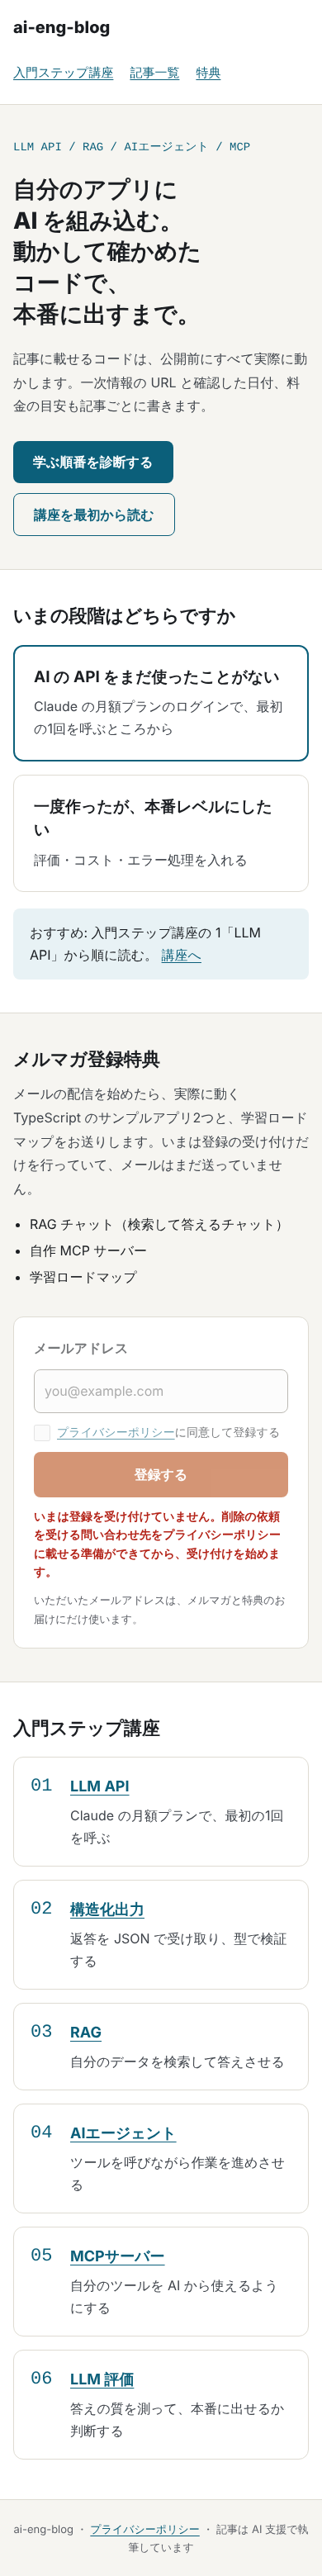 ai-eng-blog
入門ステップ講座 記事一覧 特典
LLM API / RAG / AIエージェント / MCP
自分のアプリに
AI を組み込む。
動かして確かめた
コードで、
本番に出すまで。
記事に載せるコードは、公開前にすべて実際に動
かします。一次情報の URL と確認した日付、料
金の目安も記事ごとに書きます。
学ぶ順番を診断する
講座を最初から読む
いまの段階はどちらですか
AI の API をまだ使ったことがない
Claude の月額プランのログインで、最初
の1回を呼ぶところから
一度作ったが、本番レベルにした
い
評価・コスト・エラー処理を入れる
おすすめ: 入門ステップ講座の 1「LLM
API」から順に読む。 講座へ
メルマガ登録特典
メールの配信を始めたら、実際に動く
TypeScript のサンプルアプリ2つと、学習ロード
マップをお送りします。いまは登録の受け付けだ
けを行っていて、メールはまだ送っていませ
ん。
• RAG チャット（検索して答えるチャット）
• 自作 MCP サーバー
• 学習ロードマップ
メールアドレス
you@example.com
プライバシーポリシーに同意して登録する
登録する
いまは登録を受け付けていません。削除の依頼
を受ける問い合わせ先をプライバシーポリシー
に載せる準備ができてから、受け付けを始めま
す。
いただいたメールアドレスは、メルマガと特典のお
届けにだけ使います。
入門ステップ講座
01 LLM API
Claude の月額プランで、最初の1回
を呼ぶ
02 構造化出力
返答を JSON で受け取り、型で検証
する
03 RAG
自分のデータを検索して答えさせる
04 AIエージェント
ツールを呼びながら作業を進めさせ
る
05 MCPサーバー
自分のツールを AI から使えるよう
にする
06 LLM 評価
答えの質を測って、本番に出せるか
判断する
ai-eng-blog ・ プライバシーポリシー ・ 記事は AI 支援で執
筆しています